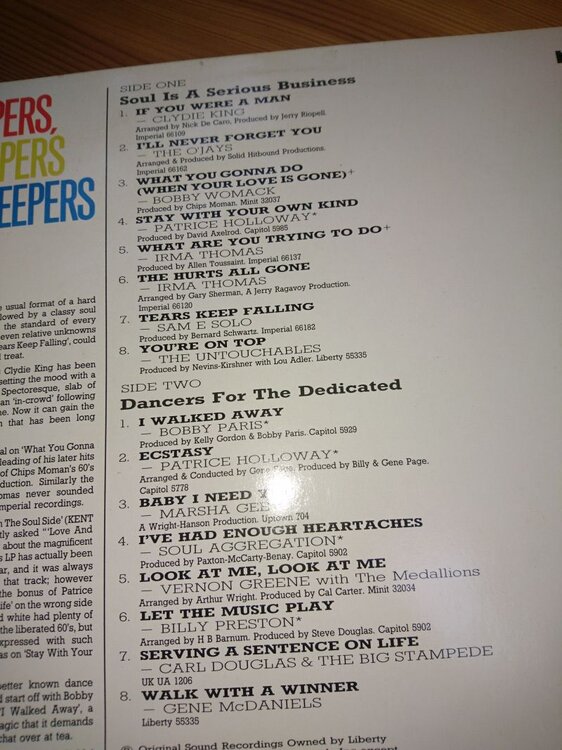 PERS,
PERS
EEPERS
SIDE ONE
Soul Is A Serious Business
1. IF YOU WERE A MAN
— CLYDIE KING
Arranged by Nick De Caro, Produced by Jerry Riopell.
Imperial 66109
2. I'LL NEVER FORGET YOU
— THE O'JAYS
Arranged & Produced by Solid Hitbound Productions.
Imperial 66162
3. WHAT YOU GONNA DO
(WHEN YOUR LOVE IS GONE)+
— BOBBY WOMACK
Produced by Chips Moman. Minit 32037
4. STAY WITH YOUR OWN KIND
— PATRICE HOLLOWAY*
Produced by David Axelrod. Capitol 5985
5. WHAT ARE YOU TRYING TO DO+
— IRMA THOMAS
Produced by Allen Toussaint. Imperial 66137
6. THE HURTS ALL GONE
— IRMA THOMAS
Arranged by Gary Sherman, A Jerry Ragavoy Production.
Imperial 66120
7. TEARS KEEP FALLING
— SAM E SOLO
Produced by Bernard Schwartz. Imperial 66182
8. YOU'RE ON TOP
— THE UNTOUCHABLES
Produced by Nevins-Kirshner with Lou Adler. Liberty 55335
SIDE TWO
Dancers For The Dedicated
1. I WALKED AWAY
— BOBBY PARIS*
Produced by Kelly Gordon & Bobby Paris. Capitol 5929
2. ECSTASY
— PATRICE HOLLOWAY*
Arranged & Conducted by Gene Page, Produced by Billy & Gene Page.
Capitol 5778
3. BABY I NEED
— MARSHA GEE
A Wright-Hanson Production. Uptown 704
4. I'VE HAD ENOUGH HEARTACHES
— SOUL AGGREGATION*
Produced by Paxton-McCarty-Benay. Capitol 5902
5. LOOK AT ME, LOOK AT ME
— VERNON GREENE with The Medallions
Arranged by Arthur Wright. Produced by Cal Carter. Minit 32034
6. LET THE MUSIC PLAY
— BILLY PRESTON*
Arranged by H B Barnum. Produced by Steve Douglas. Capitol 5902
7. SERVING A SENTENCE ON LIFE
— CARL DOUGLAS & THE BIG STAMPEDE
UK UA 1206
8. WALK WITH A WINNER
— GENE McDANIELS
Liberty 55335
℗ Original Sound Recordings Owned by Liberty
usual format of a hard
llowed by a classy soul
the standard of every
even relative unknowns
ears Keep Falling', could
treat.
Clydie King has been
setting the mood with a
Spectoresque, slab of
an 'in-crowd' following
e. Now it can gain the
n that has been long
al on 'What You Gonna
leading of his later hits
of Chips Moman's 60's
duction. Similarly the
omas never sounded
mperial recordings.
n The Soul Side' (KENT
tly asked "'Love And
about the magnificent
s LP has actually been
ar, and it was always
that track; however
the bonus of Patrice
ife' on the wrong side
d white had plenty of
the liberated 60's, but
expressed with such
as on 'Stay With Your
better known dance
d start off with Bobby
'I Walked Away', a
agic that it demands
chat over at tea.